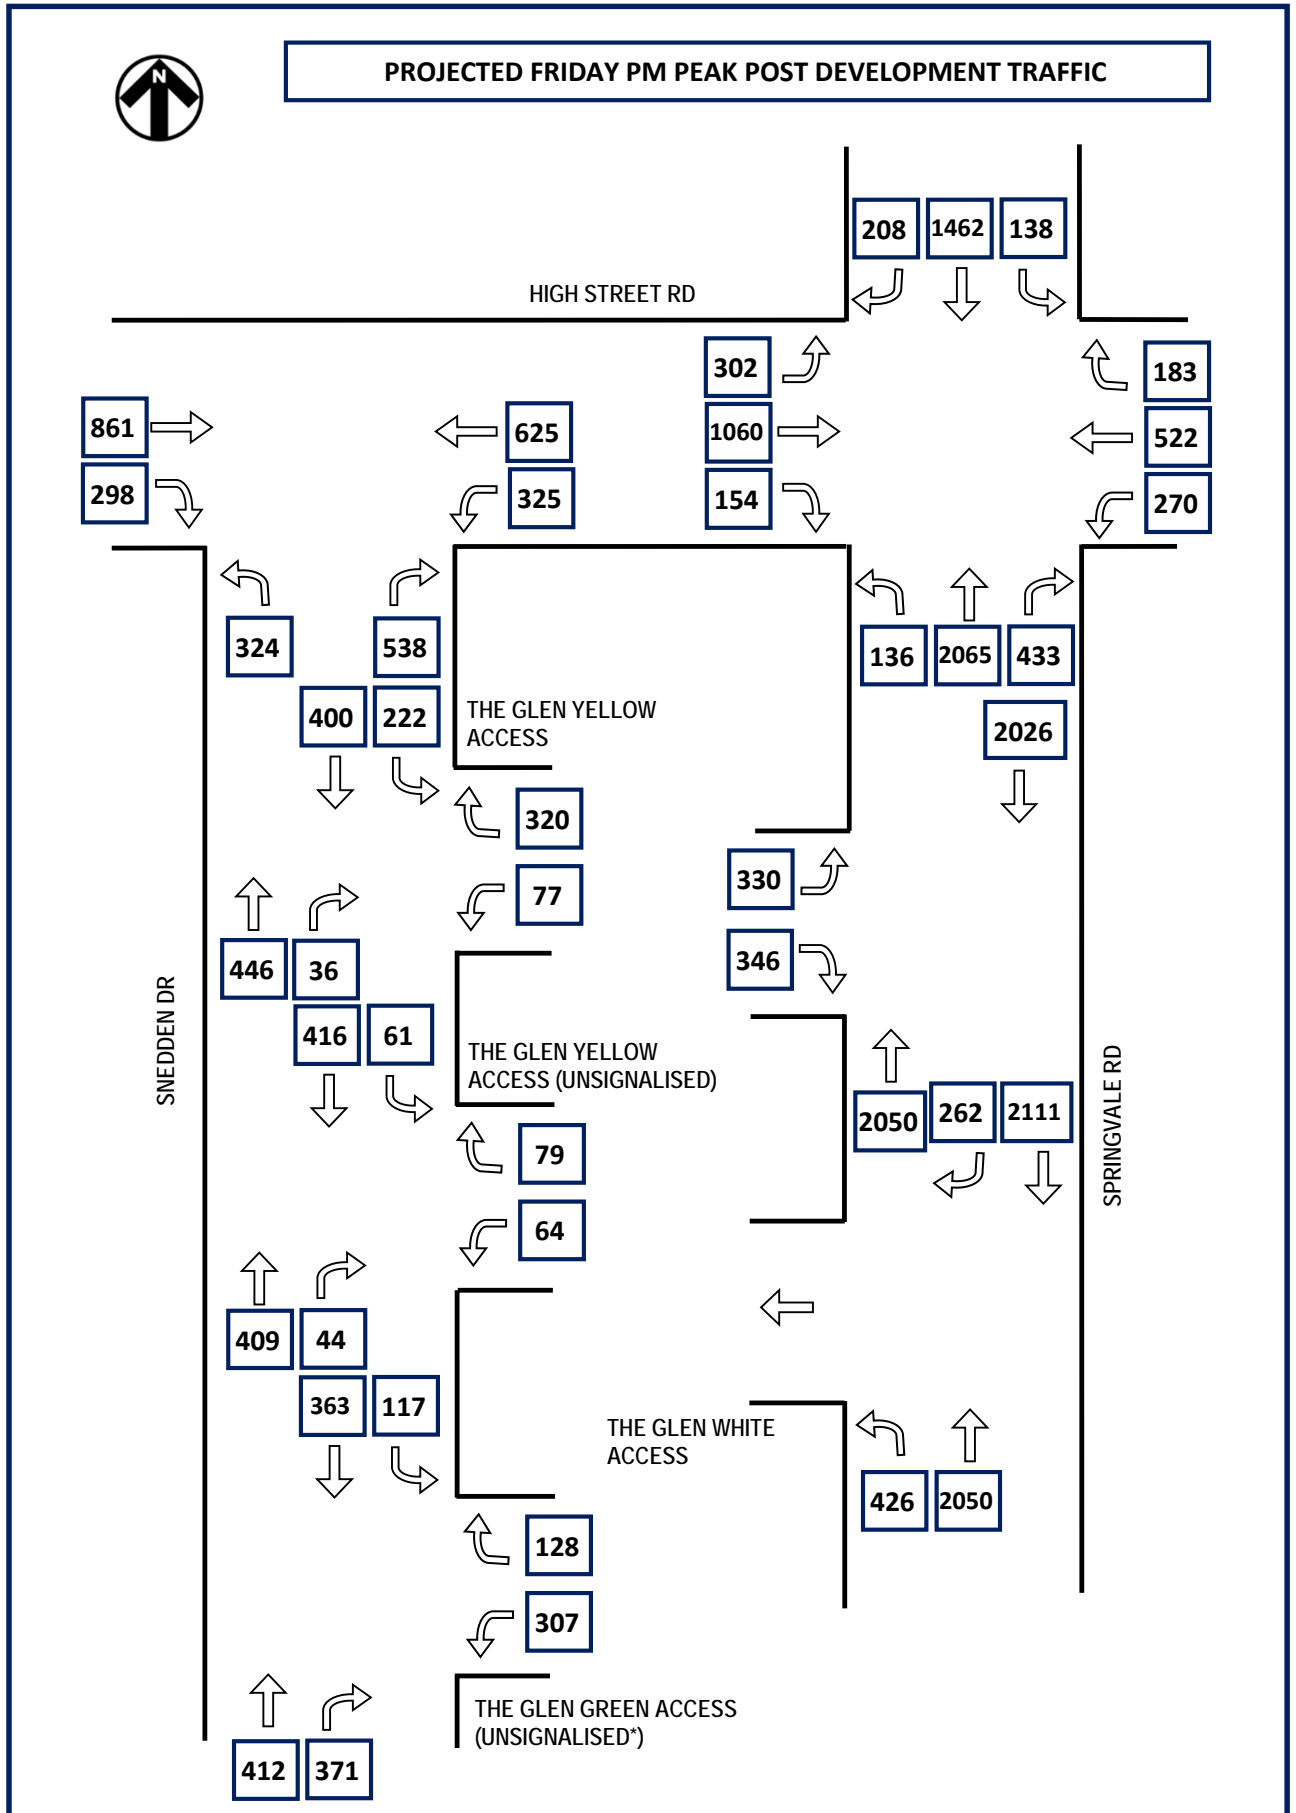 N
PROJECTED FRIDAY PM PEAK POST DEVELOPMENT TRAFFIC
208 1462 138
HIGH STREET RD
302
183
861
625
1060
522
298
325
154
270
324
538
136 2065 433
400 222
THE GLEN YELLOW
ACCESS
2026
320
330
77
346
446 36
SNEDDEN DR
416 61
THE GLEN YELLOW
ACCESS (UNSIGNALISED)
SPRINGVALE RD
2050 262 2111
79
64
409 44
363 117
THE GLEN WHITE
ACCESS
426 2050
128
307
THE GLEN GREEN ACCESS
(UNSIGNALISED*)
412 371